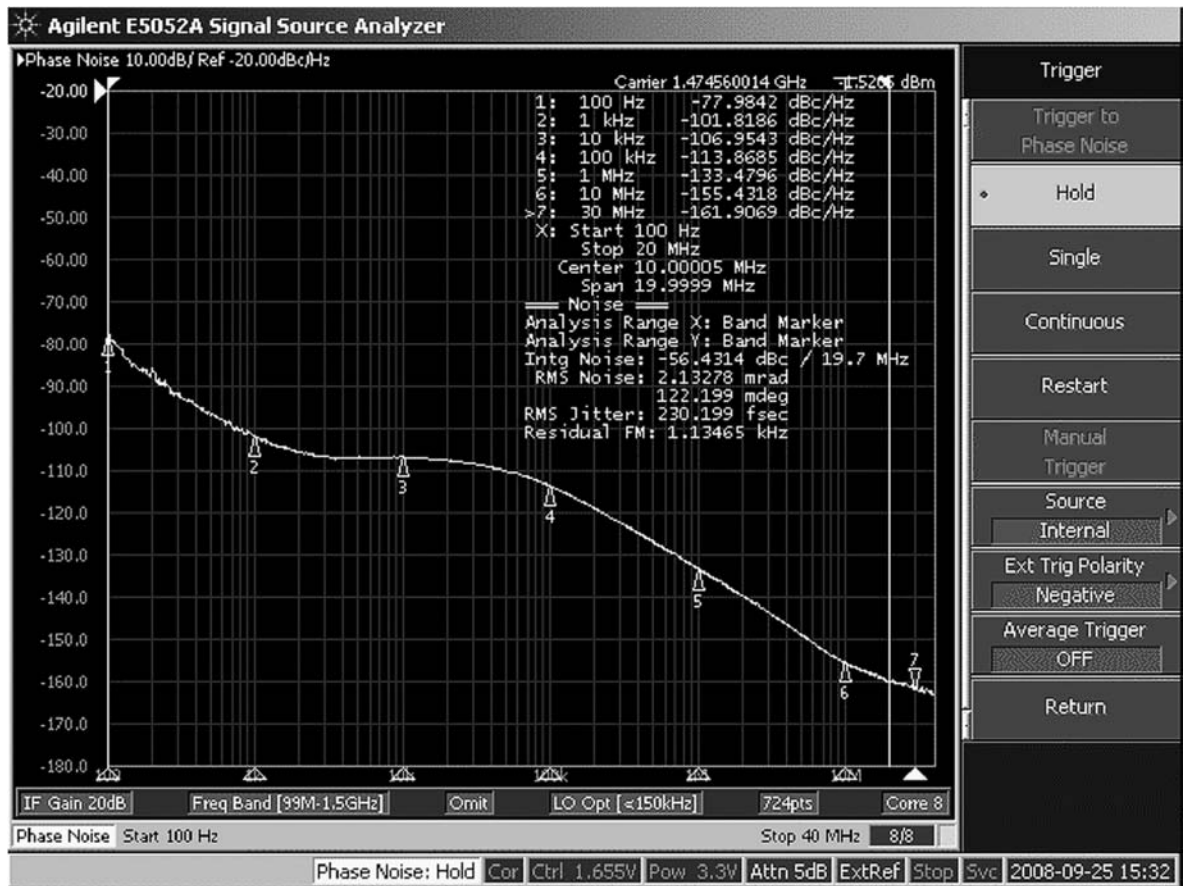 Agilent E5052A Signal Source Analyzer
Phase Noise 10.00dB/ Ref -20.00dBc/Hz
Carrier 1.474560014 GHz dBm
1: 100 Hz -77.9842 dBc/Hz
2: 1 kHz -101.8186 dBc/Hz
3: 10 kHz -106.9543 dBc/Hz
4: 100 kHz -113.8685 dBc/Hz
5: 1 MHz -133.4796 dBc/Hz
6: 10 MHz -155.4318 dBc/Hz
>7: 30 MHz -161.9069 dBc/Hz
X: Start 100 Hz
Stop 20 MHz
Center 10.00005 MHz
Span 19.9999 MHz
=== Noise ===
Analysis Range X: Band Marker
Analysis Range Y: Band Marker
Intg Noise: -56.4314 dBc / 19.7 MHz
RMS Noise: 2.13278 mrad
122.199 mdeg
RMS Jitter: 230.199 fsec
Residual FM: 1.13465 kHz
-20.00
-30.00
-40.00
-50.00
-60.00
-70.00
-80.00
-90.00
-100.0
-110.0
-120.0
-130.0
-140.0
-150.0
-160.0
-170.0
-180.0
1
2
3
4
5
6
7
IF Gain 20dB
Freq Band [99M-1.5GHz]
Omit
LO Opt [<150kHz]
724pts
Corre 8
Phase Noise Start 100 Hz
Stop 40 MHz 8/8
Trigger
Trigger to
Phase Noise
Hold
Single
Continuous
Restart
Manual
Trigger
Source
Internal
Ext Trig Polarity
Negative
Average Trigger
OFF
Return
Phase Noise: Hold Cor Ctrl 1.655V Pow 3.3V Attn 5dB ExtRef Stop Svc 2008-09-25 15:32